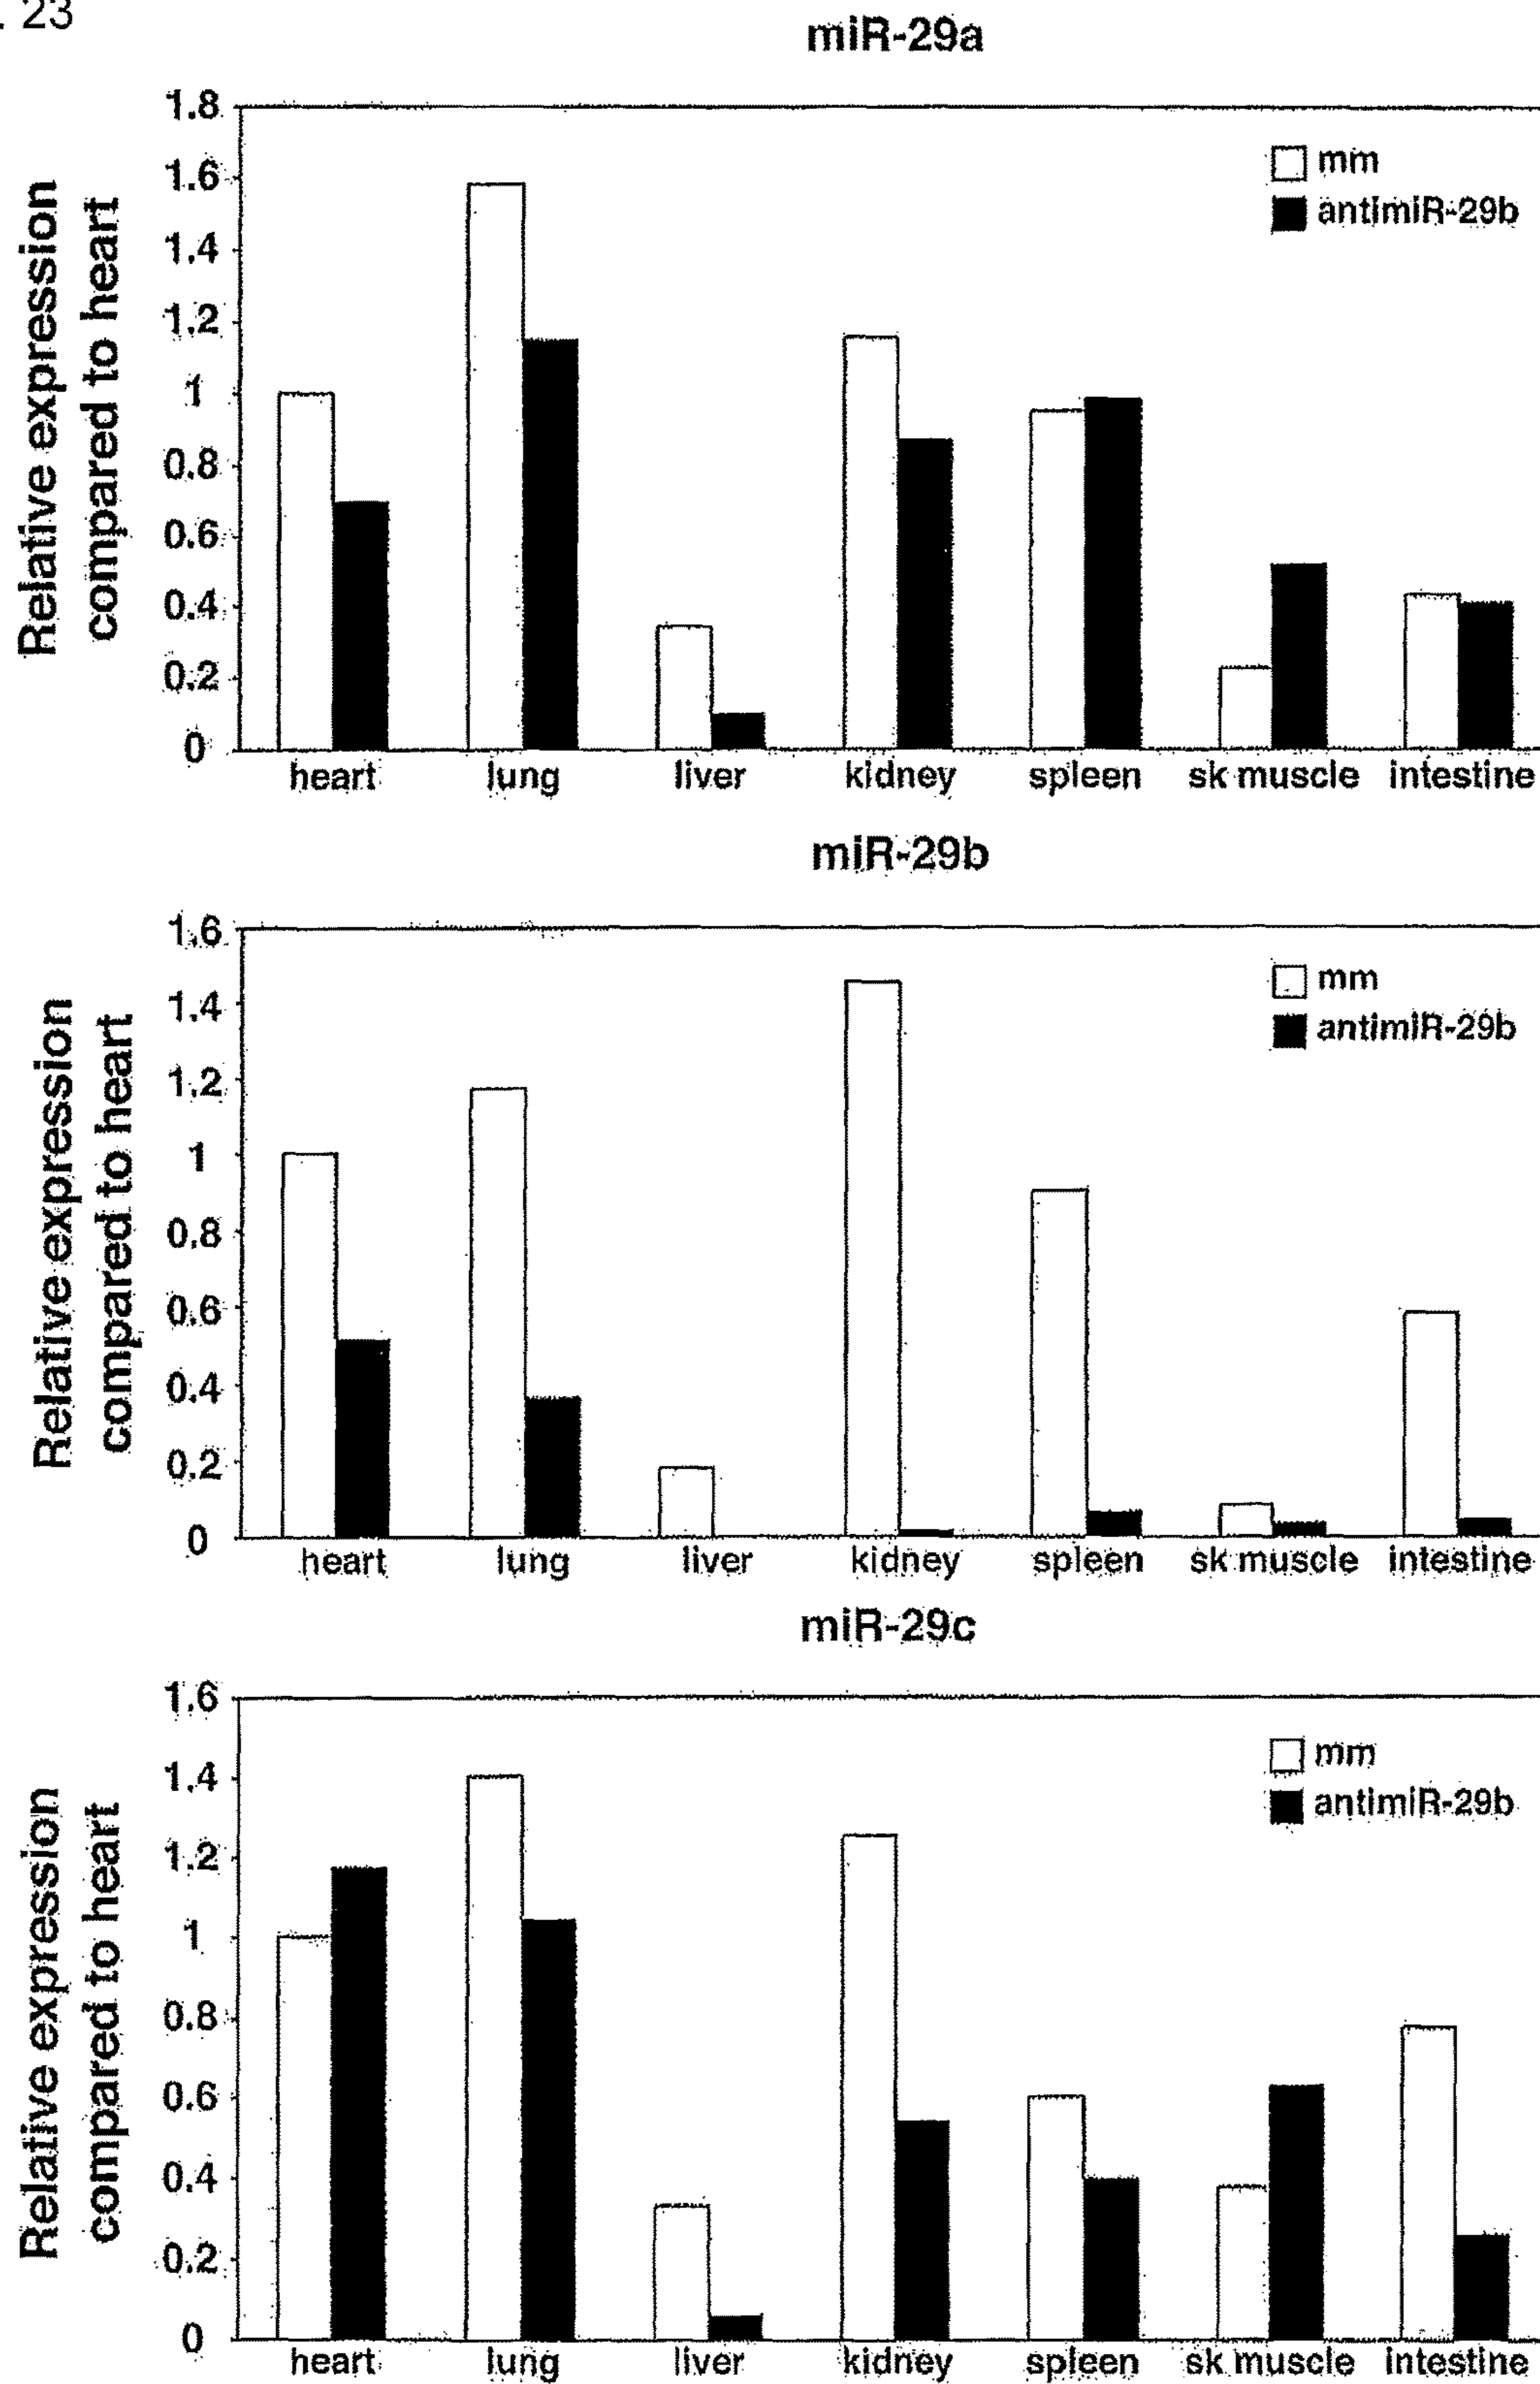 . 23
miR-29a
Relative expression
compared to heart
1.8
1.6
1.4
1.2
1
0.8
0.6
0.4
0.2
0
mm
antimiR-29b
heart lung liver kidney spleen sk muscle intestine
miR-29b
Relative expression
compared to heart
1.6
1.4
1.2
1
0.8
0.6
0.4
0.2
0
mm
antimiR-29b
heart lung liver kidney spleen sk muscle intestine
miR-29c
Relative expression
compared to heart
1.6
1.4
1.2
1
0.8
0.6
0.4
0.2
0
mm
antimiR-29b
heart lung liver kidney spleen sk muscle intestine